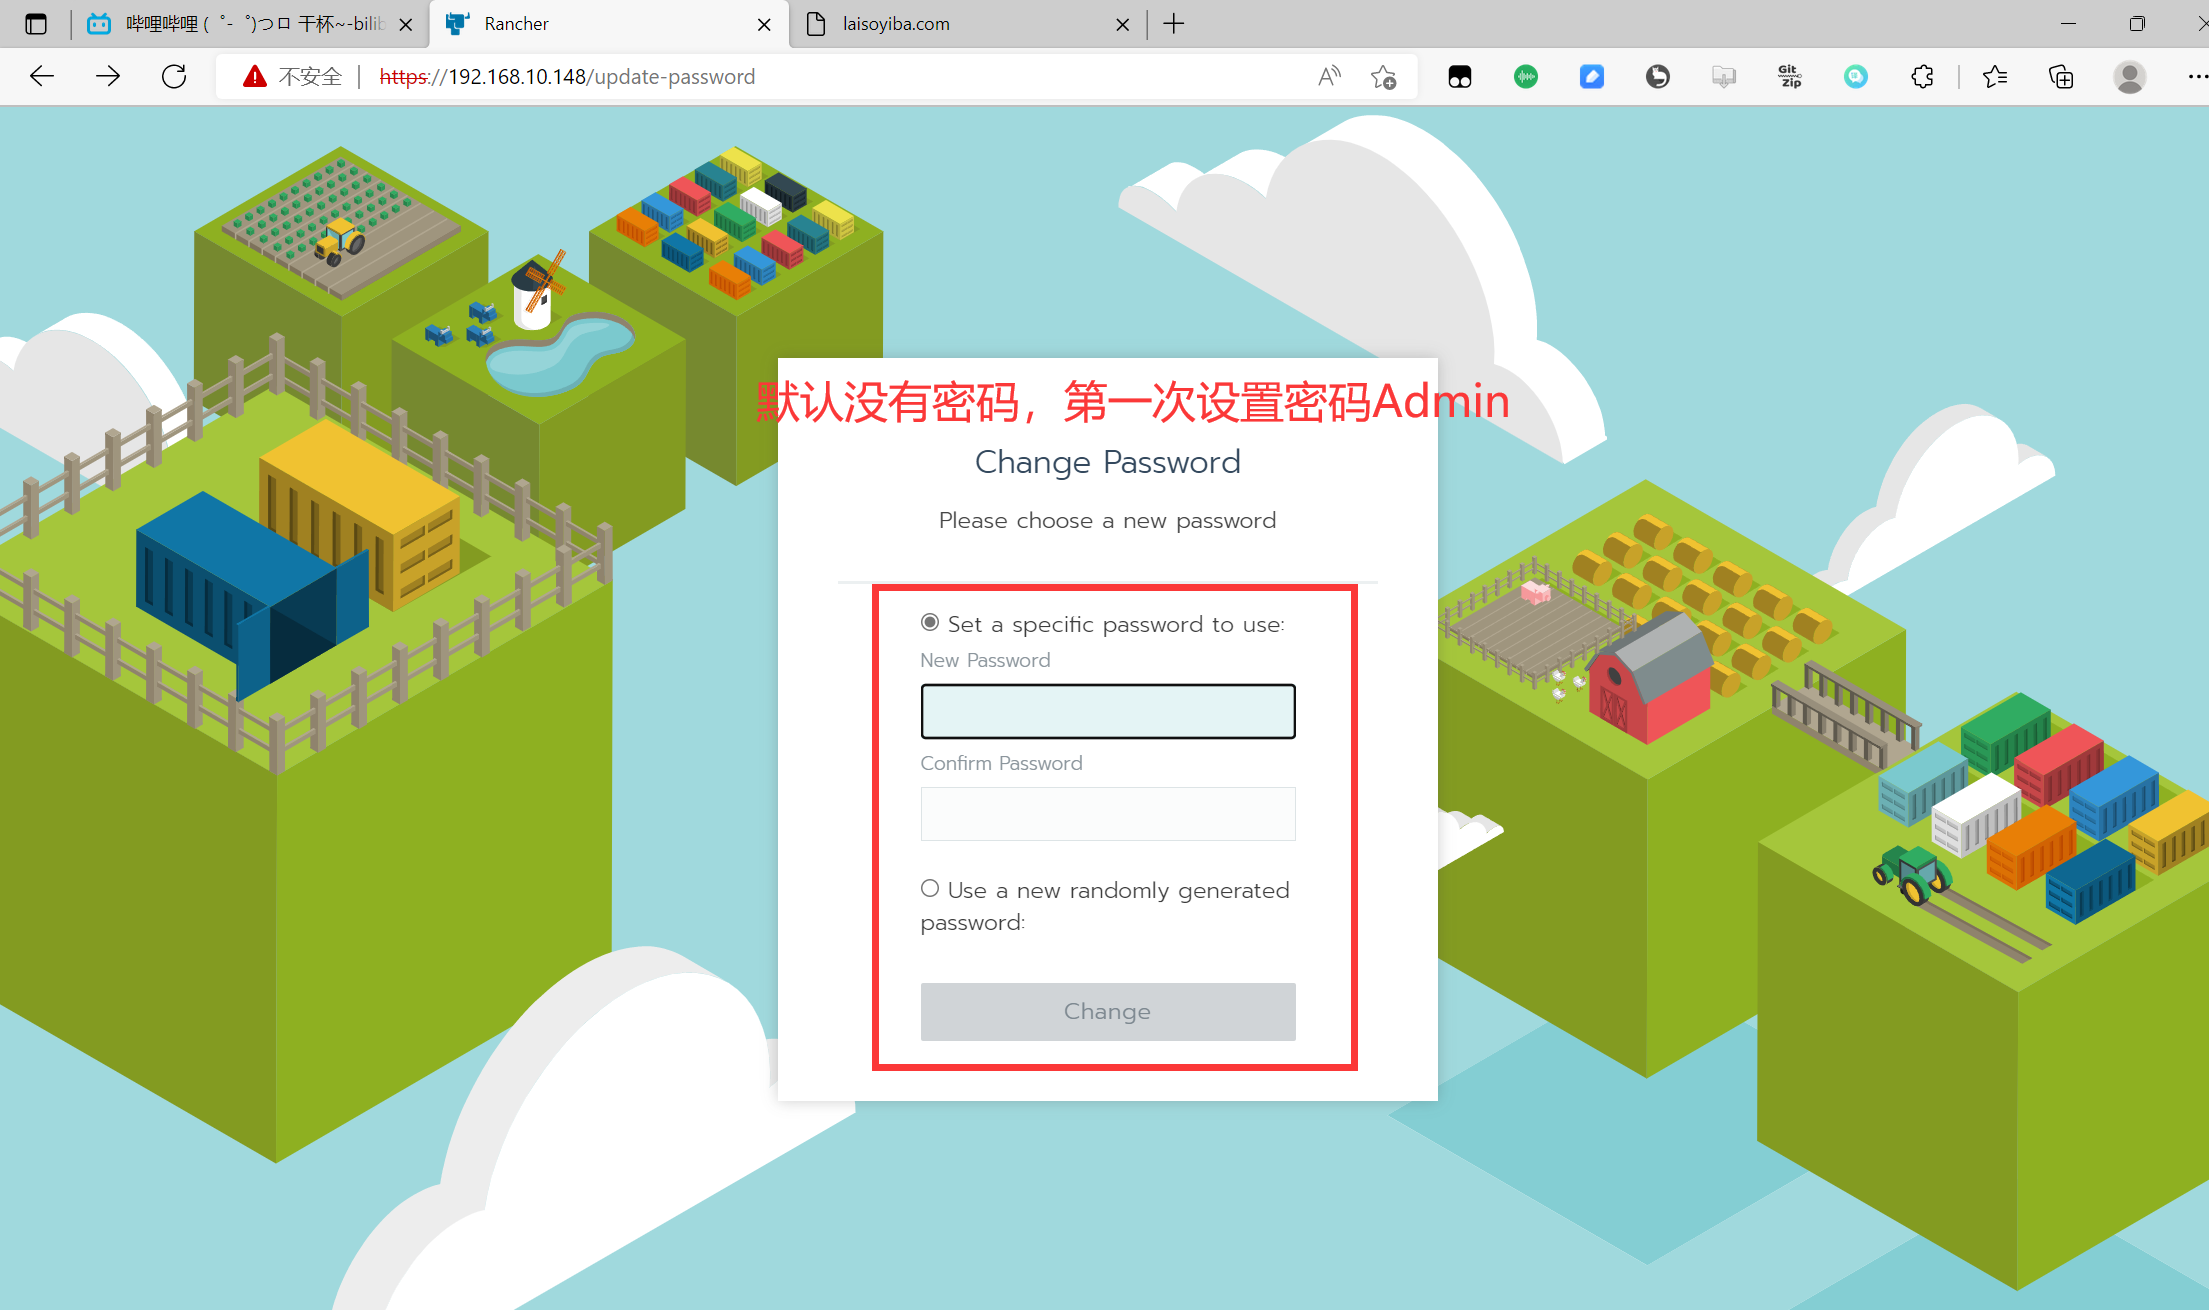 哔哩哔哩 (゜-゜)つロ 干杯~-bilib
Rancher
laisoyiba.com
不安全
https://192.168.10.148/update-password
Git
Zip
默认没有密码，第一次设置密码Admin
Change Password
Please choose a new password
Set a specific password to use:
New Password
Confirm Password
Use a new randomly generated
password:
Change